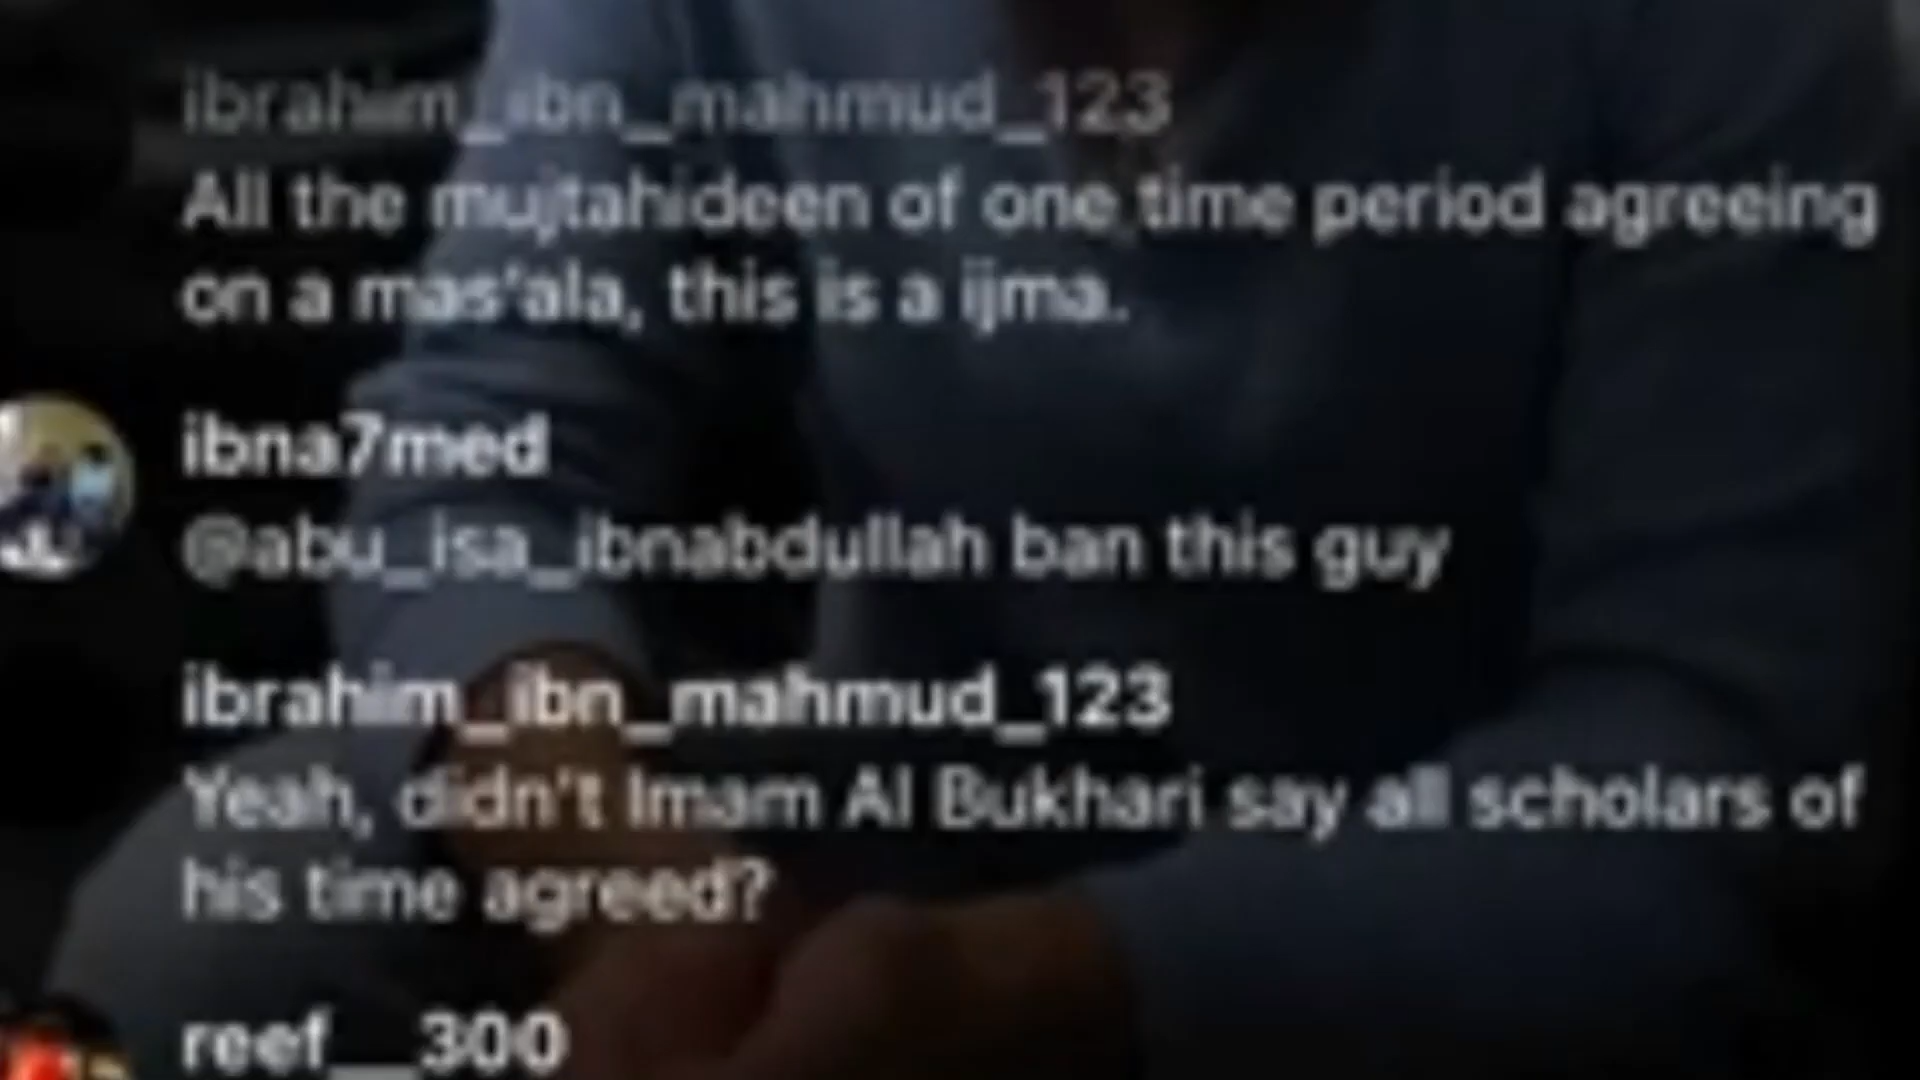 ibrahim_ibn_mahmud_123
All the mujtahideen of one time period agreeing
on a mas'ala, this is a ijma.
ibna7med
@abu_isa_ibnabdullah ban this guy
ibrahim_ibn_mahmud_123
Yeah, didn't Imam Al Bukhari say all scholars of
his time agreed?
reef__300